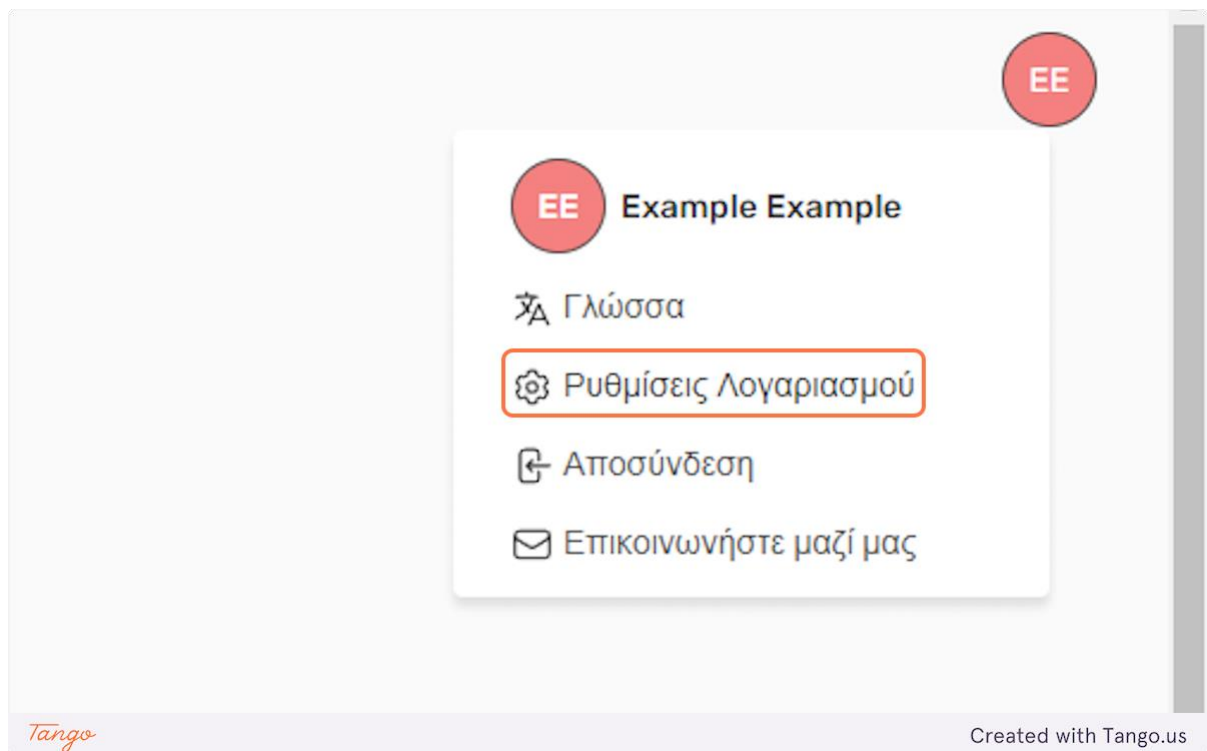 EE
EE Example Example
Γλώσσα
Ρυθμίσεις Λογαριασμού
Αποσύνδεση
Επικοινωνήστε μαζί μας
Tango
Created with Tango.us